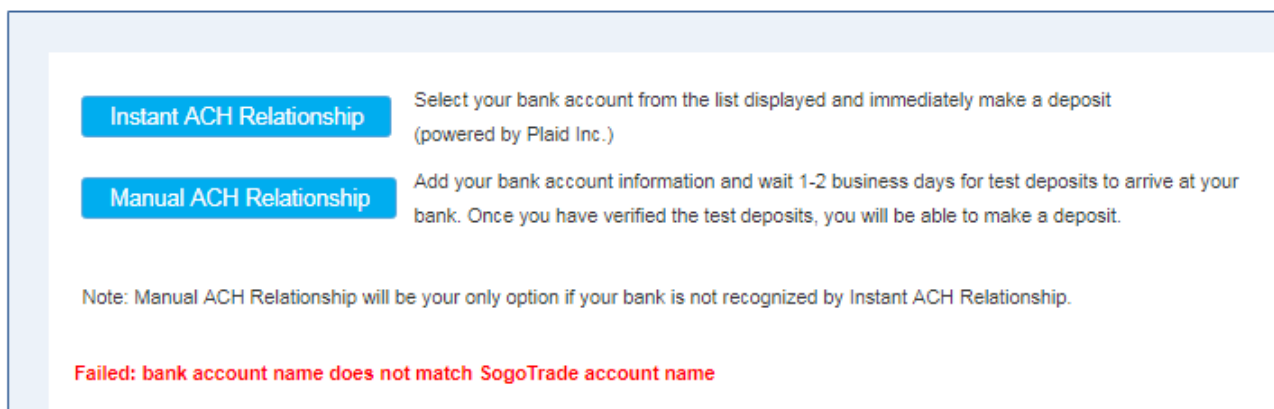 Instant ACH Relationship
Select your bank account from the list displayed and immediately make a deposit
(powered by Plaid Inc.)
Manual ACH Relationship
Add your bank account information and wait 1-2 business days for test deposits to arrive at your
bank. Once you have verified the test deposits, you will be able to make a deposit.
Note: Manual ACH Relationship will be your only option if your bank is not recognized by Instant ACH Relationship.
Failed: bank account name does not match SogoTrade account name